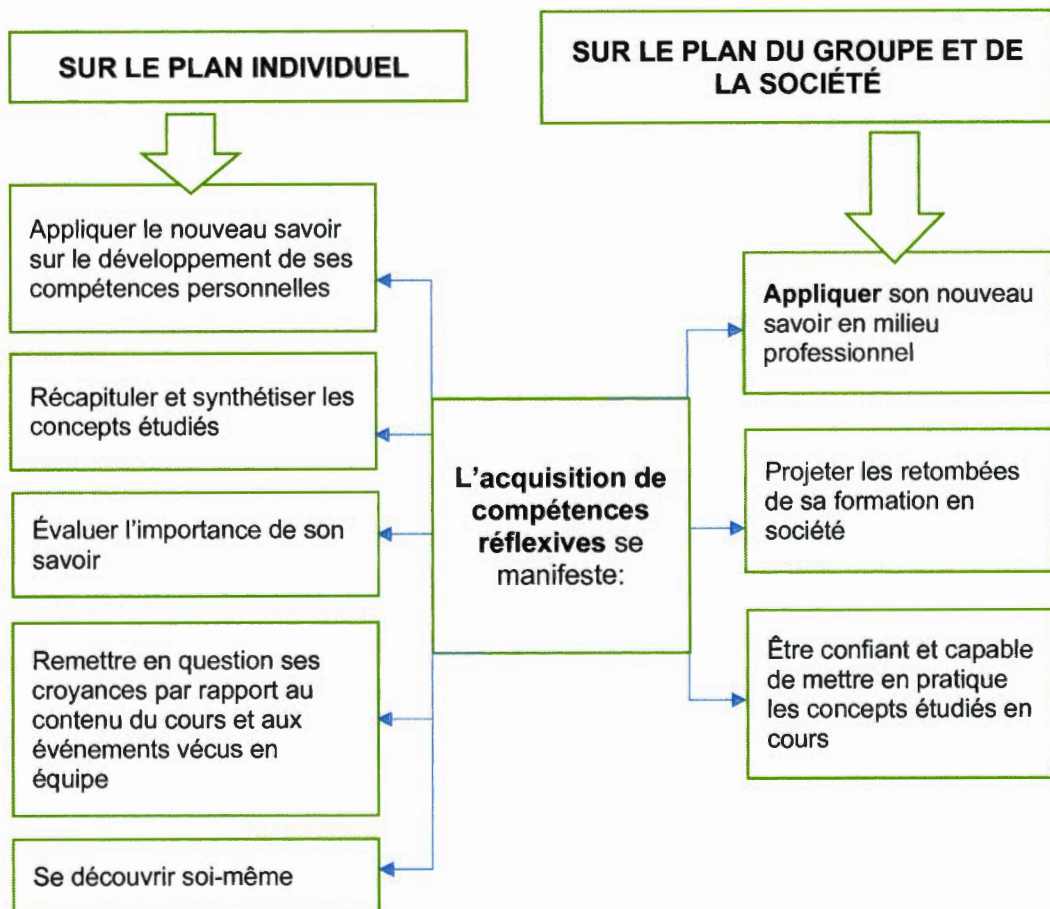 SUR LE PLAN INDIVIDUEL
Appliquer le nouveau savoir
sur le développement de ses
compétences personnelles
Récapituler et synthétiser les
concepts étudiés
Évaluer l'importance de son
savoir
Remettre en question ses
croyances par rapport au
contenu du cours et aux
événements vécus en
équipe
Se découvrir soi-même
L'acquisition de
compétences
réflexives se
manifeste:
SUR LE PLAN DU GROUPE ET DE
LA SOCIÉTÉ
Appliquer son nouveau
savoir en milieu
professionnel
Projeter les retombées
de sa formation en
société
Être confiant et capable
de mettre en pratique
les concepts étudiés en
cours